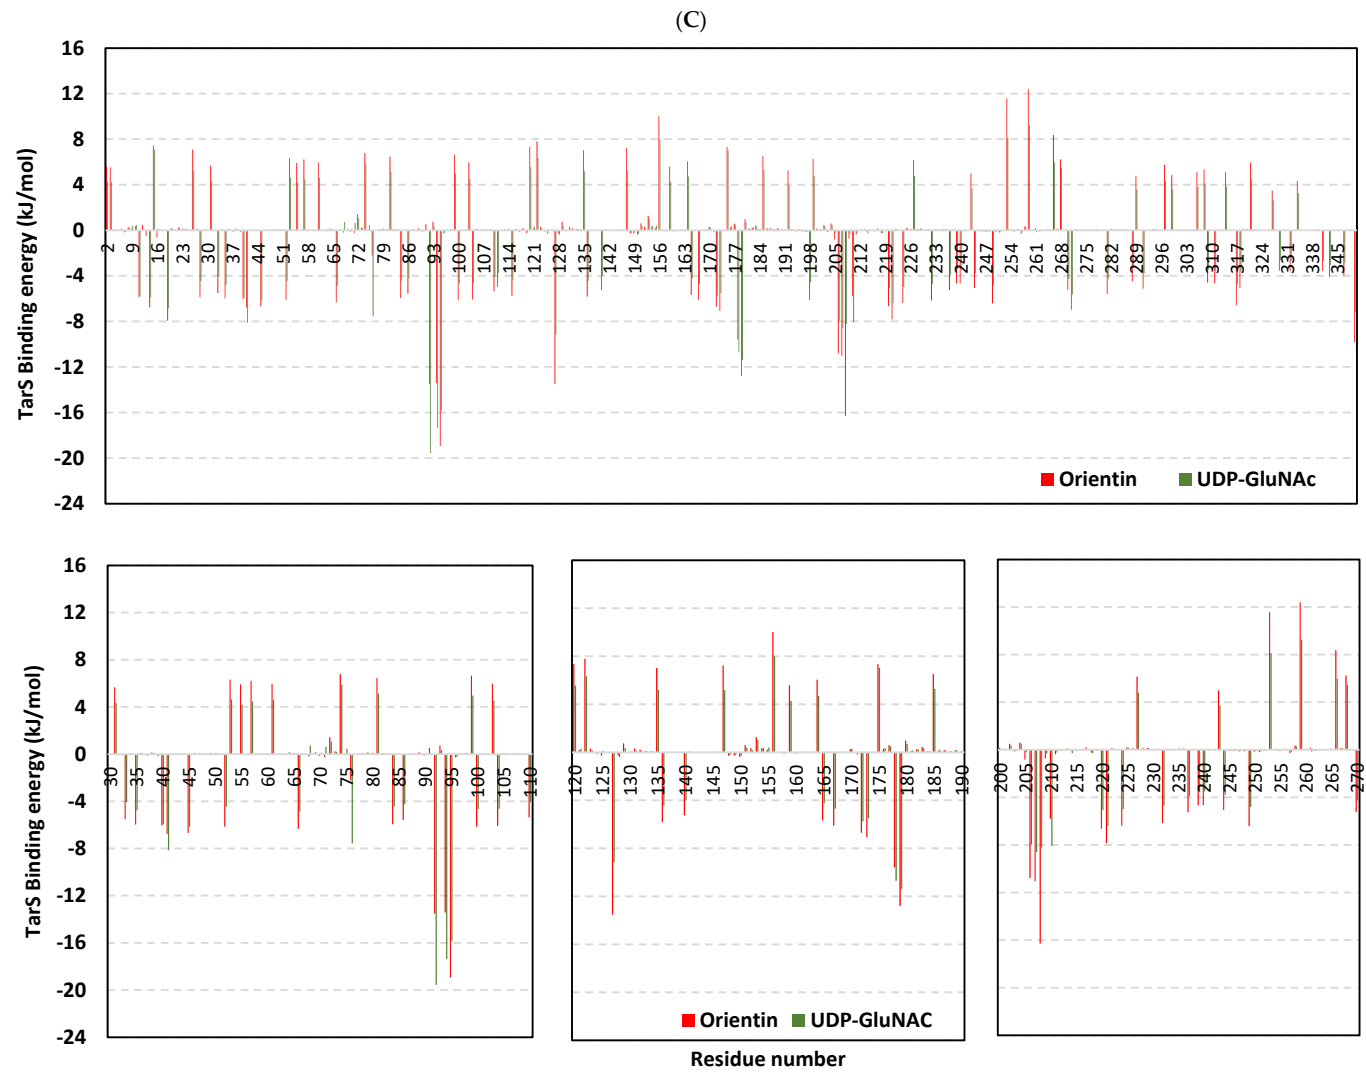 (C)
TarS Binding energy (kJ/mol)
16
12
8
4
0
-4
-8
-12
-16
-20
-24
2 9 16 23 30 37 44 51 58 65 72 79 86 93 100 107 114 121 128 135 142 149 156 163 170 177 184 191 198 205 212 219 226 233 240 247 254 261 268 275 282 289 296 303 310 317 324 331 338 345
Orientin UDP-GluNAc
TarS Binding energy (kJ/mol)
16
12
8
4
0
-4
-8
-12
-16
-20
-24
30 35 40 45 50 55 60 65 70 75 80 85 90 95 100 105 110
120 125 130 135 140 145 150 155 160 165 170 175 180 185 190
200 205 210 215 220 225 230 235 240 245 250 255 260 265 270
Orientin UDP-GluNAC
Residue number